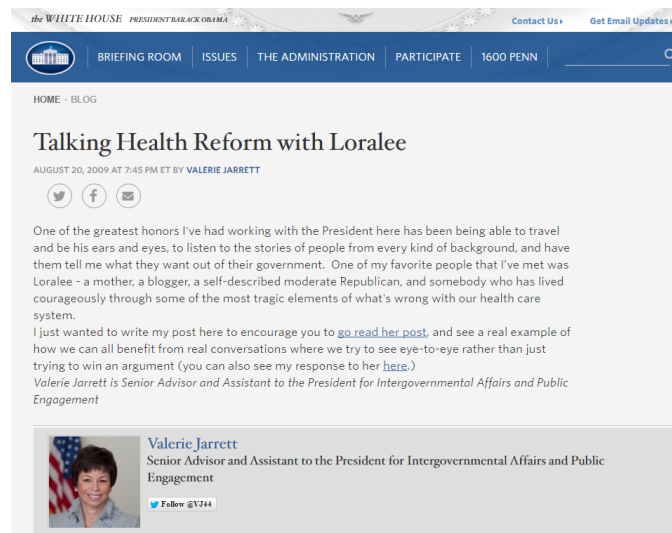 the WHITE HOUSE PRESIDENT BARACK OBAMA
Contact Us
Get Email Updates
BRIEFING ROOM ISSUES THE ADMINISTRATION PARTICIPATE 1600 PENN
HOME · BLOG
Talking Health Reform with Loralee
AUGUST 20, 2009 AT 7:45 PM ET BY VALERIE JARRETT
One of the greatest honors I've had working with the President here has been being able to travel
and be his ears and eyes, to listen to the stories of people from every kind of background, and have
them tell me what they want out of their government.  One of my favorite people that I've met was
Loralee - a mother, a blogger, a self-described moderate Republican, and somebody who has lived
courageously through some of the most tragic elements of what's wrong with our health care
system.
I just wanted to write my post here to encourage you to go read her post, and see a real example of
how we can all benefit from real conversations where we try to see eye-to-eye rather than just
trying to win an argument (you can also see my response to her here.)
Valerie Jarrett is Senior Advisor and Assistant to the President for Intergovernmental Affairs and Public
Engagement
Valerie Jarrett
Senior Advisor and Assistant to the President for Intergovernmental Affairs and Public
Engagement
Follow @VJ44